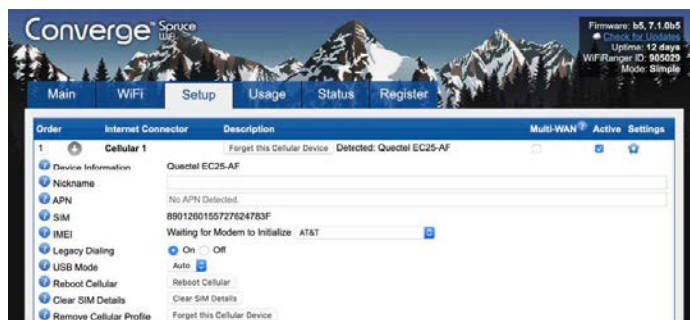 Converge™ Spruce
WiFi
Firmware: b5, 7.1.0b5
Check for Updates
Uptime: 12 days
WiFiRanger ID: 905029
Mode: Simple
Main WiFi Setup Usage Status Register
Order Internet Connector Description Multi-WAN Active Settings
1 Cellular 1 Forget this Cellular Device Detected: Quectel EC25-AF
Device Information Quectel EC25-AF
Nickname
APN No APN Detected.
SIM 8901260155727624783F
IMEI Waiting for Modem to Initialize AT&T
Legacy Dialing On Off
USB Mode Auto
Reboot Cellular Reboot Cellular
Clear SIM Details Clear SIM Details
Remove Cellular Profile Forget this Cellular Device